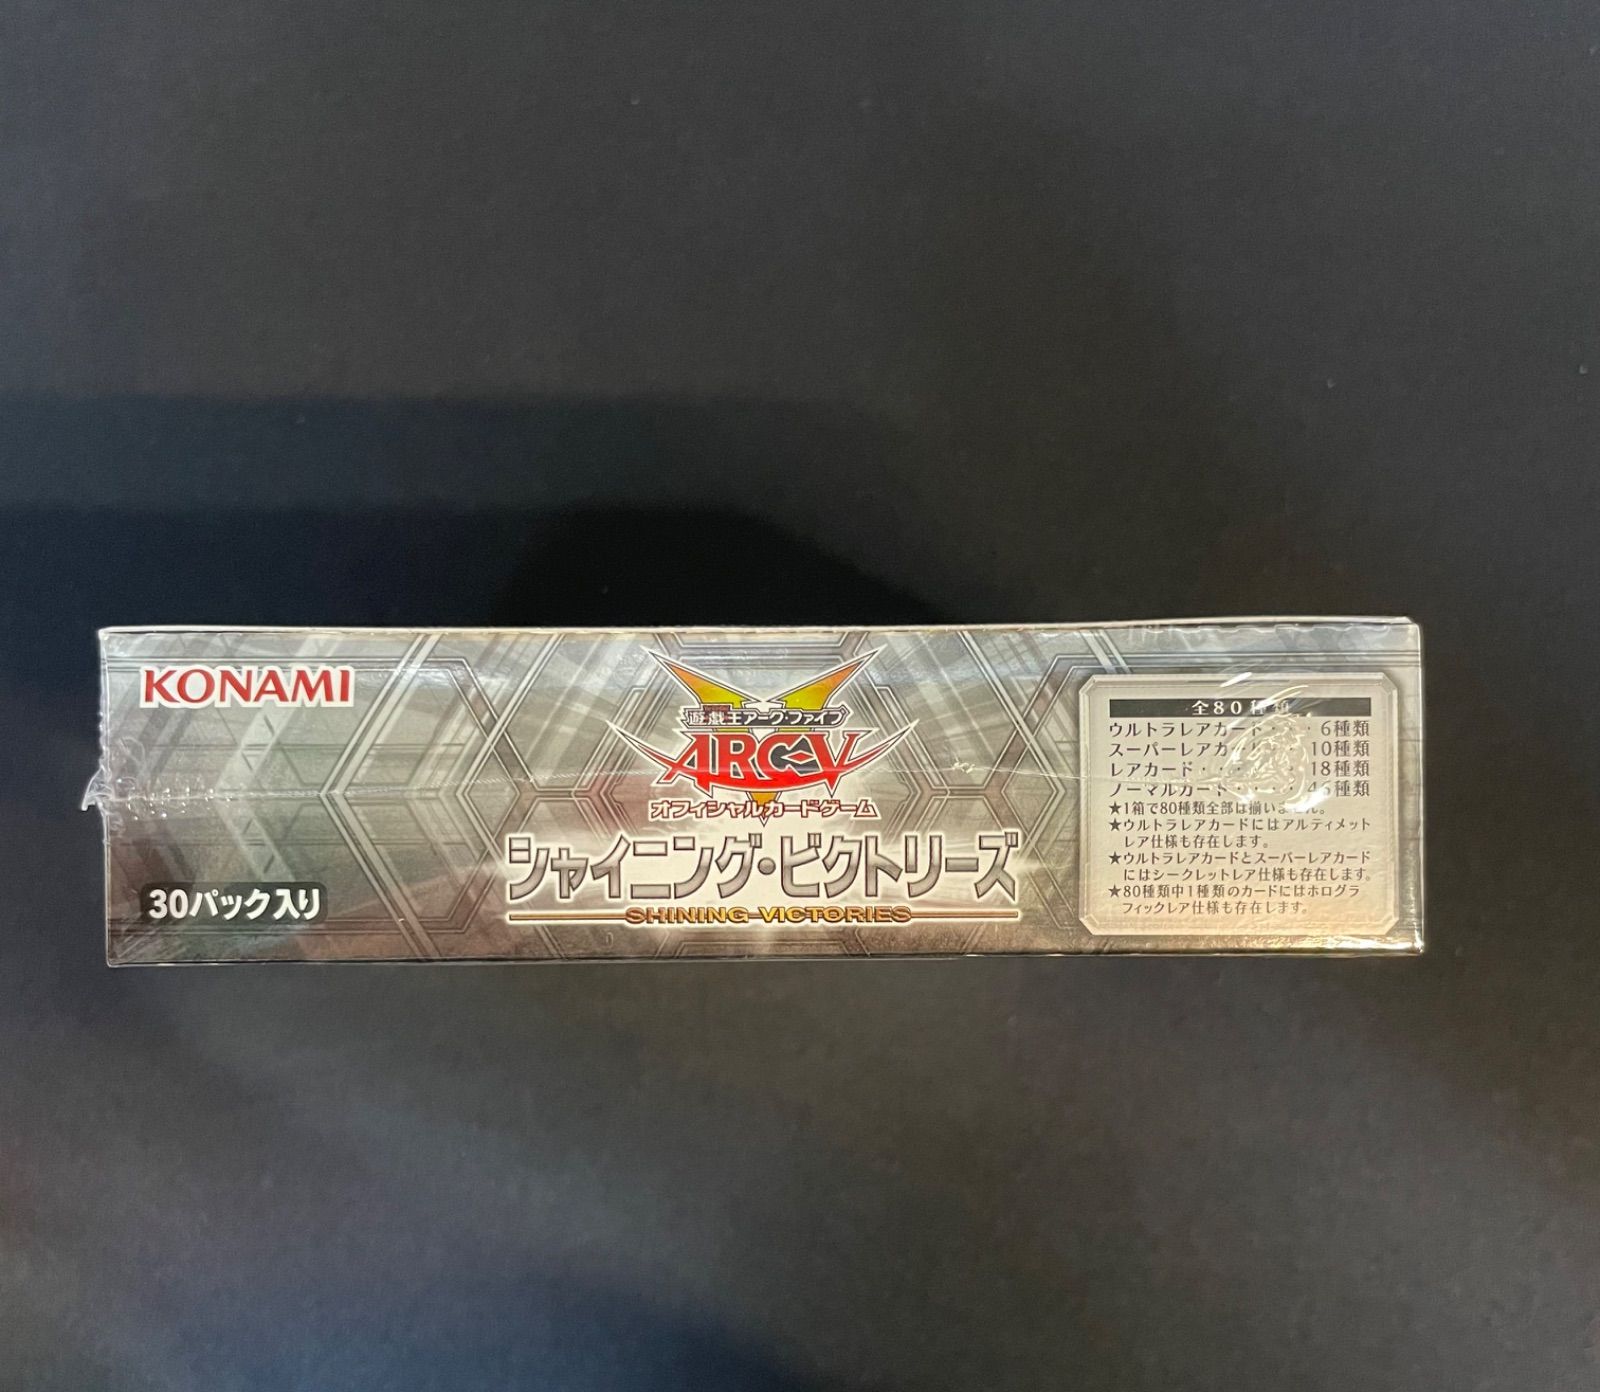 KONAMI
30パック入り
遊戯王アーク・ファイブ
ARC-V
オフィシャルカードゲーム
シャイニング・ビクトリーズ
SHINING VICTORIES
全80種類
ウルトラレアカード・・・6種類
スーパーレアカード・・・10種類
レアカード・・・・・・18種類
ノーマルカード・・・・46種類
★1箱で80種類全部は揃いません。
★ウルトラレアカードにはアルティメット
レア仕様も存在します。
★ウルトラレアカードとスーパーレアカード
にはシークレットレア仕様も存在します。
★80種類中1種類のカードにはホログラ
フィックレア仕様も存在します。